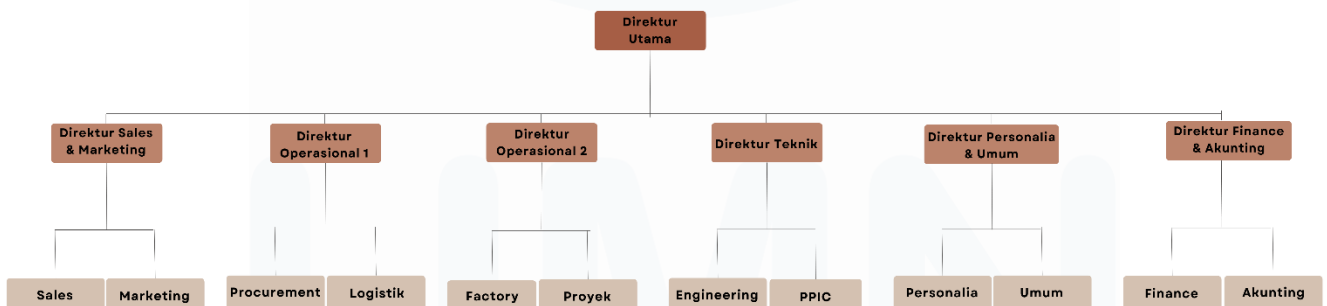 Direktur
Utama
Direktur Sales
& Marketing
Direktur
Operasional 1
Direktur
Operasional 2
Direktur Teknik
Direktur Personalia
& Umum
Direktur Finance
& Akunting
Sales
Marketing
Procurement
Logistik
Factory
Proyek
Engineering
PPIC
Personalia
Umum
Finance
Akunting